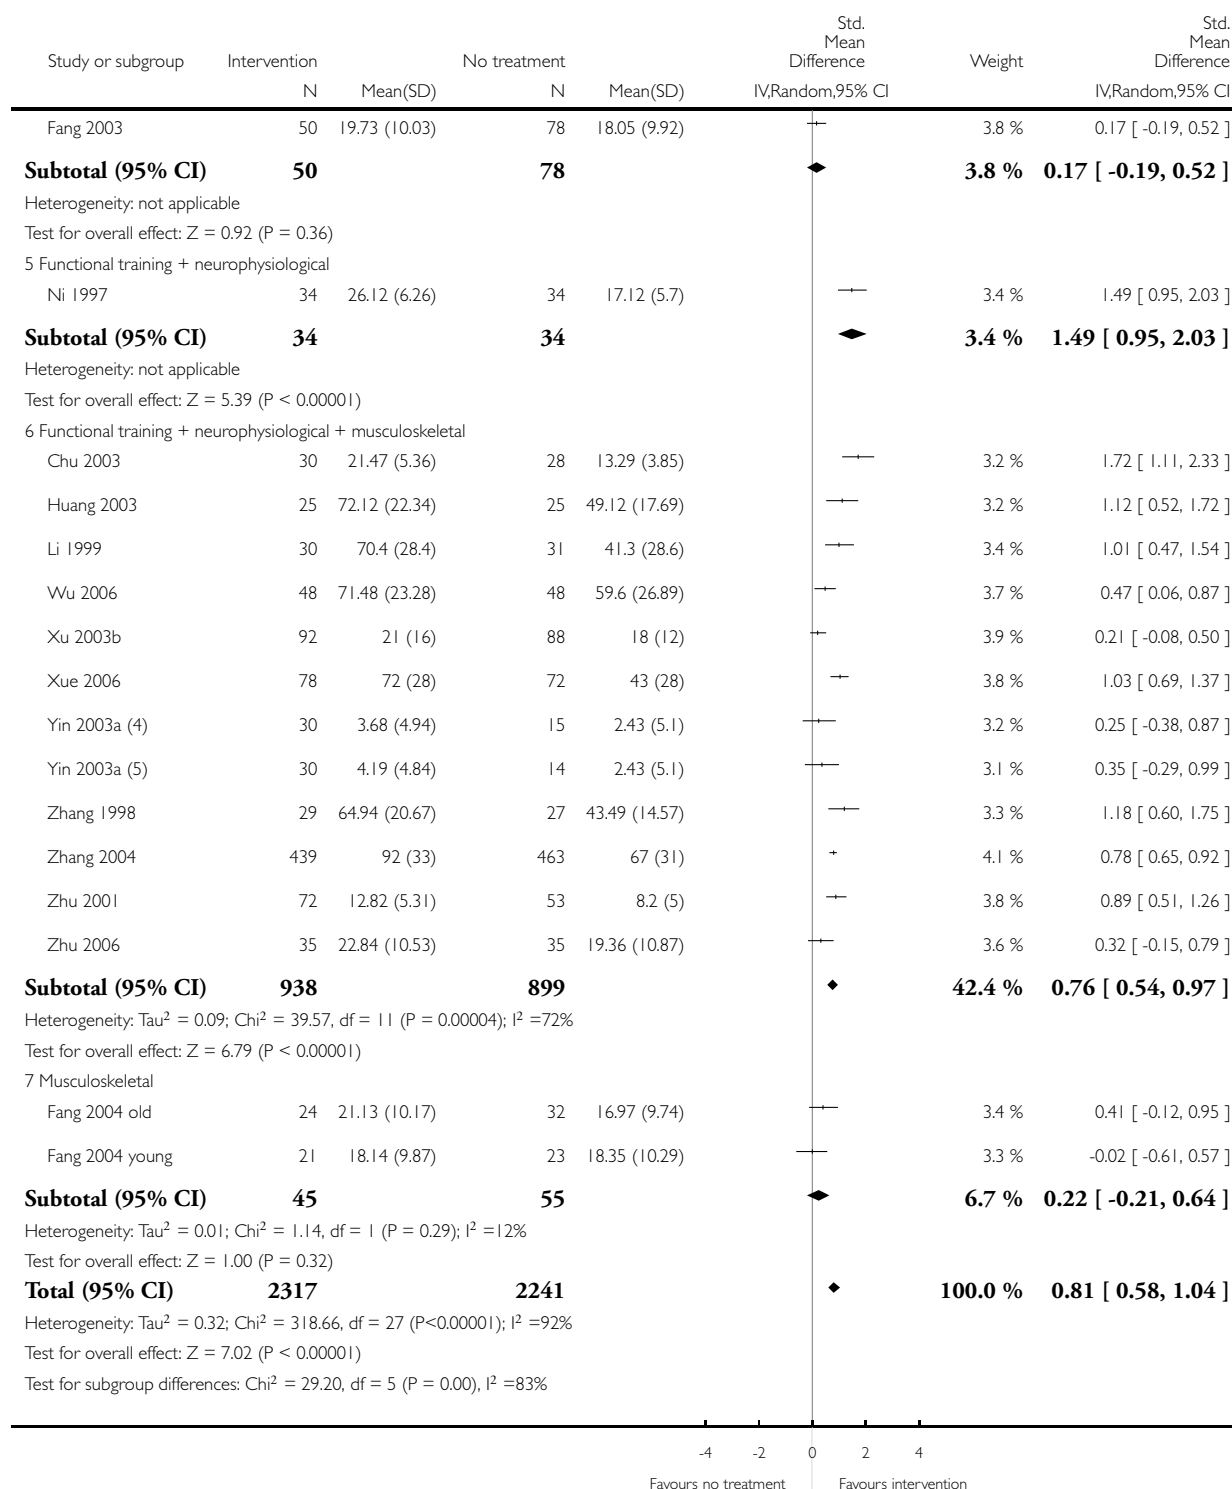 Study or subgroup Intervention No treatment Std. Mean Difference Weight Std. Mean Difference
N Mean(SD) N Mean(SD) IV,Random,95% CI IV,Random,95% CI
Fang 2003 50 19.73 (10.03) 78 18.05 (9.92) 3.8 % 0.17 [ -0.19, 0.52 ]
Subtotal (95% CI) 50 78 3.8 % 0.17 [ -0.19, 0.52 ]
Heterogeneity: not applicable
Test for overall effect: Z = 0.92 (P = 0.36)
5 Functional training + neurophysiological
Ni 1997 34 26.12 (6.26) 34 17.12 (5.7) 3.4 % 1.49 [ 0.95, 2.03 ]
Subtotal (95% CI) 34 34 3.4 % 1.49 [ 0.95, 2.03 ]
Heterogeneity: not applicable
Test for overall effect: Z = 5.39 (P < 0.00001)
6 Functional training + neurophysiological + musculoskeletal
Chu 2003 30 21.47 (5.36) 28 13.29 (3.85) 3.2 % 1.72 [ 1.11, 2.33 ]
Huang 2003 25 72.12 (22.34) 25 49.12 (17.69) 3.2 % 1.12 [ 0.52, 1.72 ]
Li 1999 30 70.4 (28.4) 31 41.3 (28.6) 3.4 % 1.01 [ 0.47, 1.54 ]
Wu 2006 48 71.48 (23.28) 48 59.6 (26.89) 3.7 % 0.47 [ 0.06, 0.87 ]
Xu 2003b 92 21 (16) 88 18 (12) 3.9 % 0.21 [ -0.08, 0.50 ]
Xue 2006 78 72 (28) 72 43 (28) 3.8 % 1.03 [ 0.69, 1.37 ]
Yin 2003a (4) 30 3.68 (4.94) 15 2.43 (5.1) 3.2 % 0.25 [ -0.38, 0.87 ]
Yin 2003a (5) 30 4.19 (4.84) 14 2.43 (5.1) 3.1 % 0.35 [ -0.29, 0.99 ]
Zhang 1998 29 64.94 (20.67) 27 43.49 (14.57) 3.3 % 1.18 [ 0.60, 1.75 ]
Zhang 2004 439 92 (33) 463 67 (31) 4.1 % 0.78 [ 0.65, 0.92 ]
Zhu 2001 72 12.82 (5.31) 53 8.2 (5) 3.8 % 0.89 [ 0.51, 1.26 ]
Zhu 2006 35 22.84 (10.53) 35 19.36 (10.87) 3.6 % 0.32 [ -0.15, 0.79 ]
Subtotal (95% CI) 938 899 42.4 % 0.76 [ 0.54, 0.97 ]
Heterogeneity: Tau² = 0.09; Chi² = 39.57, df = 11 (P = 0.00004); I² =72%
Test for overall effect: Z = 6.79 (P < 0.00001)
7 Musculoskeletal
Fang 2004 old 24 21.13 (10.17) 32 16.97 (9.74) 3.4 % 0.41 [ -0.12, 0.95 ]
Fang 2004 young 21 18.14 (9.87) 23 18.35 (10.29) 3.3 % -0.02 [ -0.61, 0.57 ]
Subtotal (95% CI) 45 55 6.7 % 0.22 [ -0.21, 0.64 ]
Heterogeneity: Tau² = 0.01; Chi² = 1.14, df = 1 (P = 0.29); I² =12%
Test for overall effect: Z = 1.00 (P = 0.32)
Total (95% CI) 2317 2241 100.0 % 0.81 [ 0.58, 1.04 ]
Heterogeneity: Tau² = 0.32; Chi² = 318.66, df = 27 (P<0.00001); I² =92%
Test for overall effect: Z = 7.02 (P < 0.00001)
Test for subgroup differences: Chi² = 29.20, df = 5 (P = 0.00), I² =83%
-4 -2 0 2 4
Favours no treatment Favours intervention